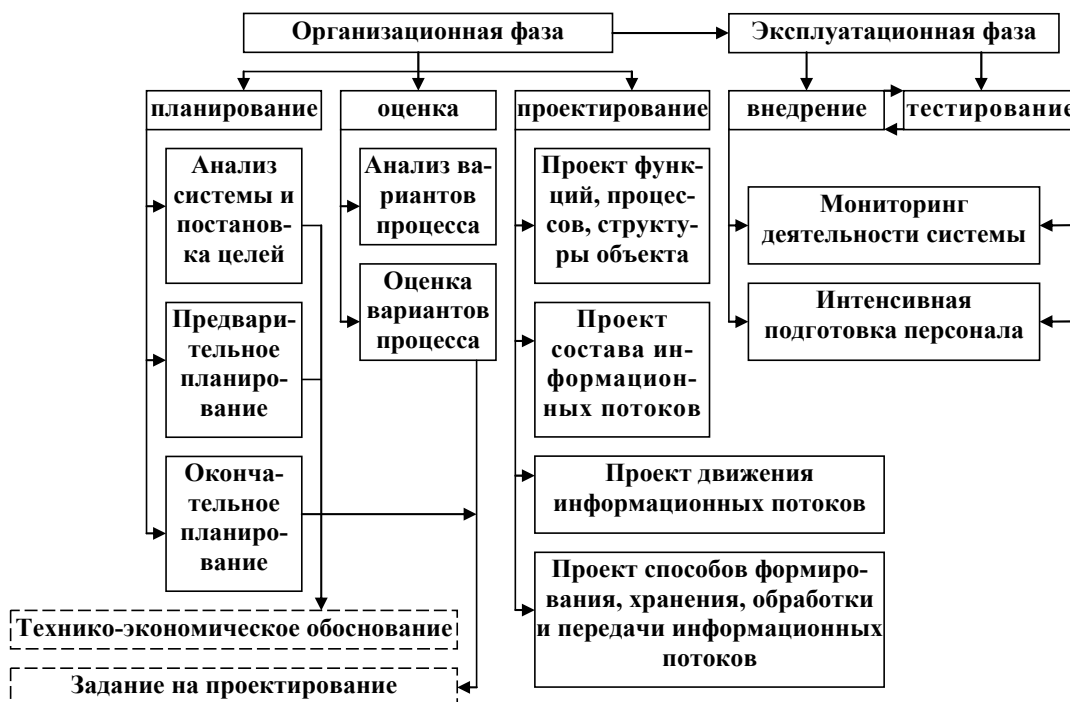 Организационная фаза
Эксплуатационная фаза
планирование
оценка
проектирование
внедрение
тестирование
Анализ
системы и
постанов-
ка целей
Предвари-
тельное
планиро-
вание
Оконча-
тельное
планиро-
вание
Анализ ва-
риантов
процесса
Оценка
вариантов
процесса
Проект функ-
ций, процес-
сов, структу-
ры объекта
Проект
состава ин-
формацион-
ных потоков
Проект движения
информационных потоков
Проект способов формиро-
вания, хранения, обработки
и передачи информационных
потоков
Мониторинг
деятельности системы
Интенсивная
подготовка персонала
Технико-экономическое обоснование
Задание на проектирование